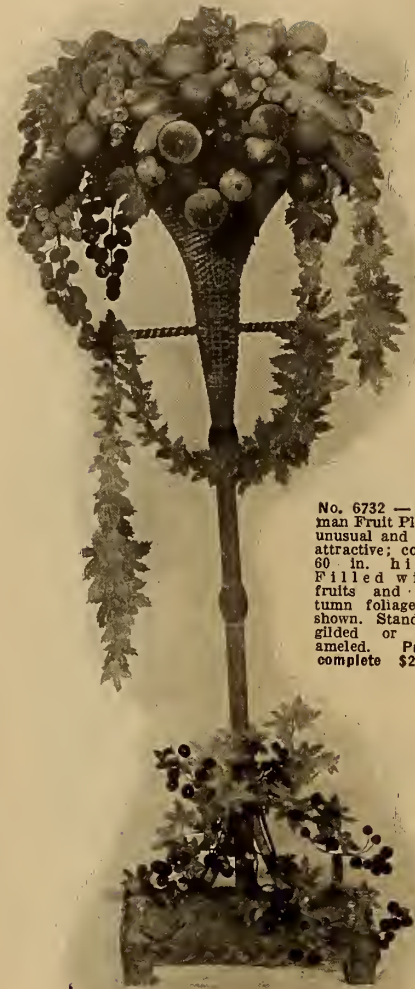 No. 6732 —
man Fruit Pl
unusual and
attractive; co
60 in. hi
Filled wi
fruits and
tumn foliage
shown. Stand
gilded or
ameled. P
complete $2